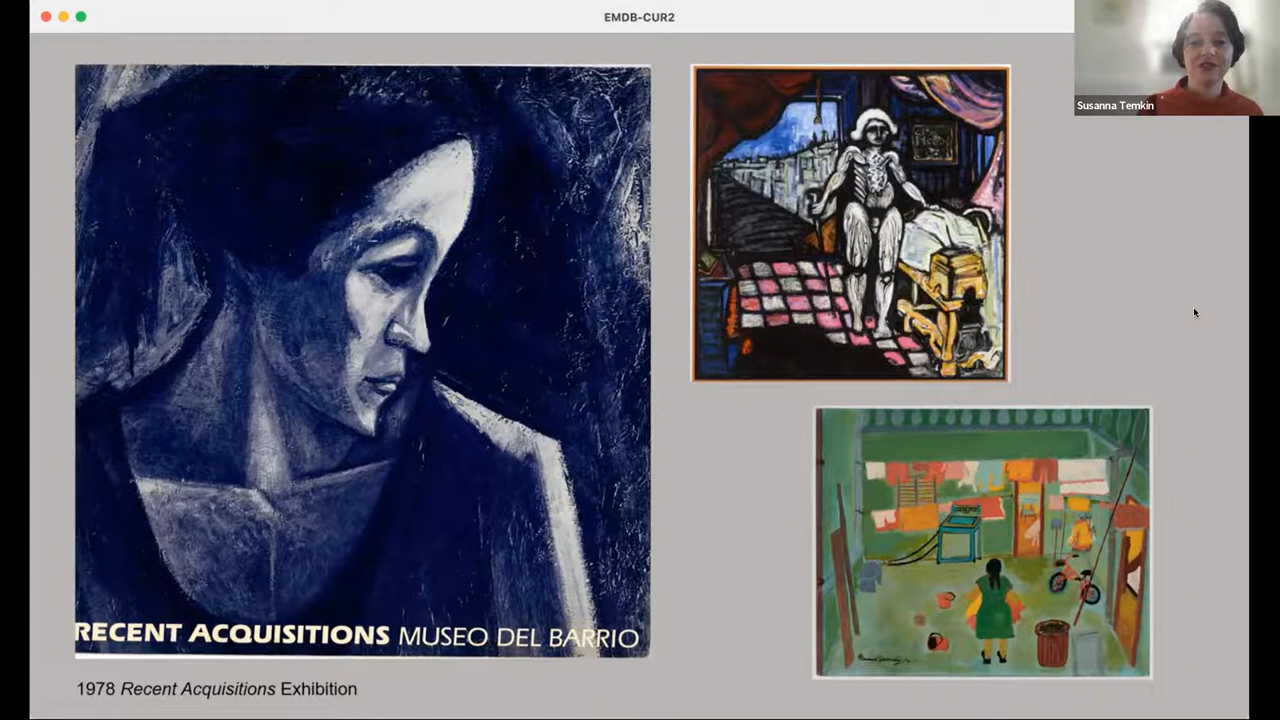 EMDB-CUR2
Susanna Temkin
RECENT ACQUISITIONS MUSEO DEL BARRIO
1978 Recent Acquisitions Exhibition